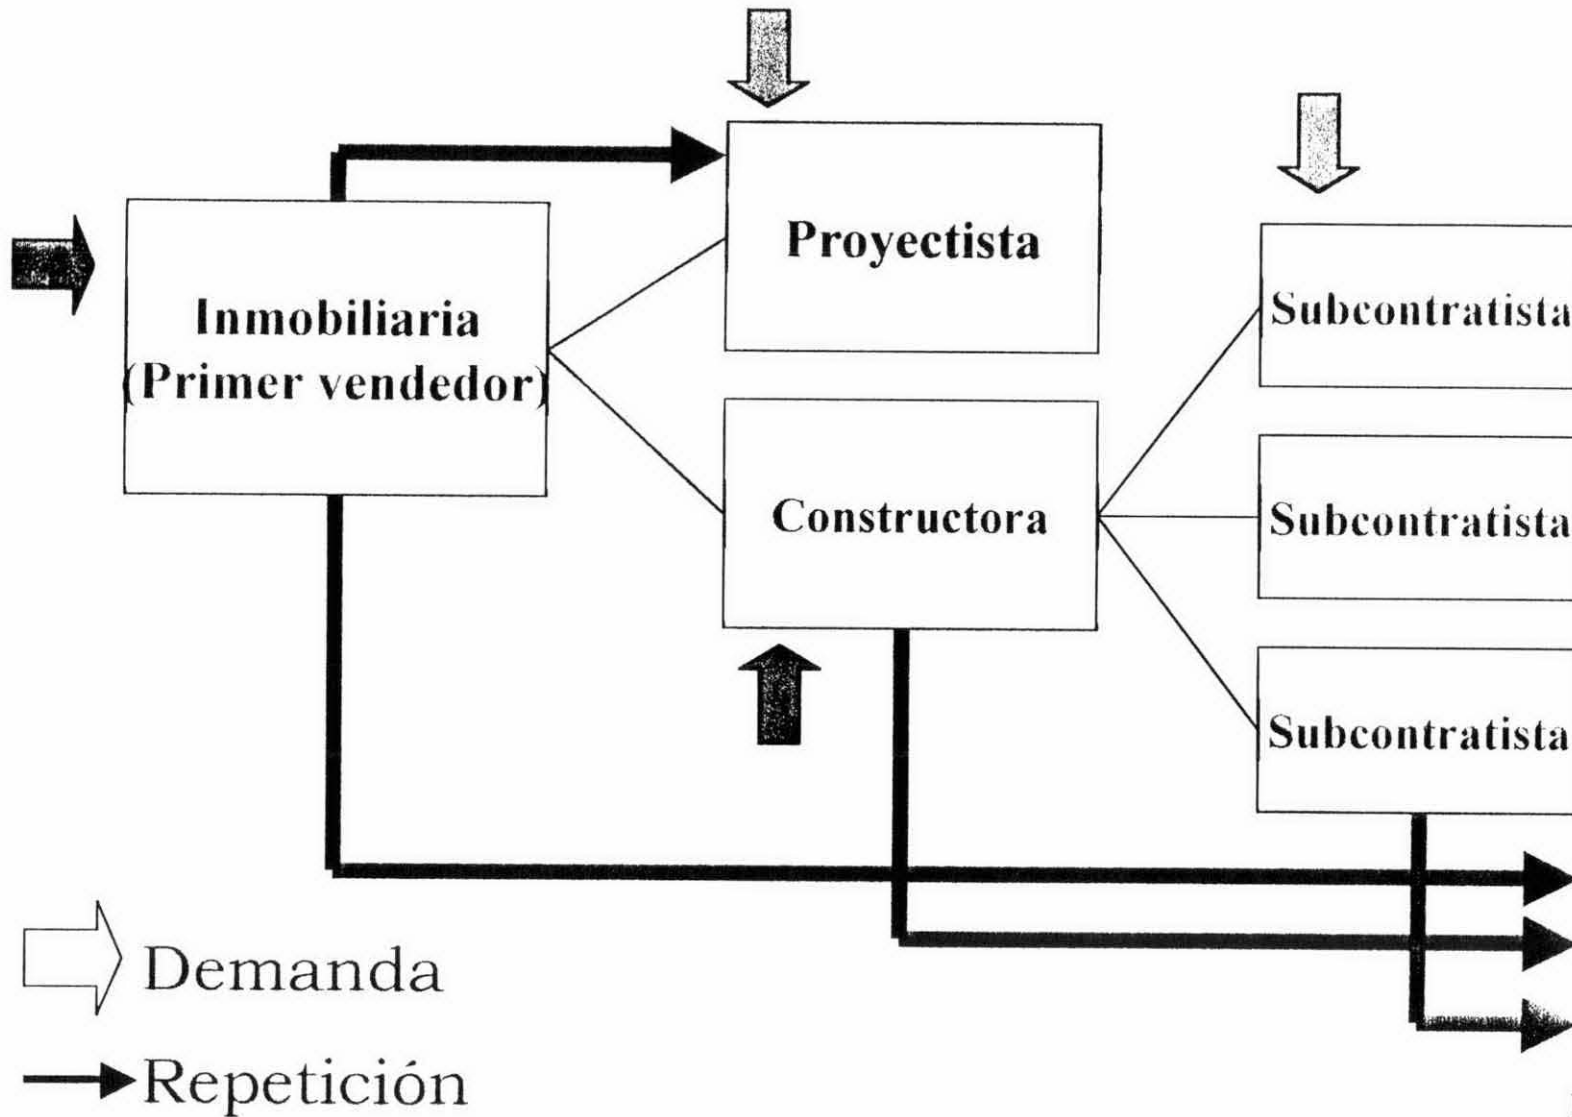 Proyectista
Inmobiliaria
(Primer vendedor)
Subcontratista
Constructora
Subcontratista
Subcontratista
Demanda
Repetición